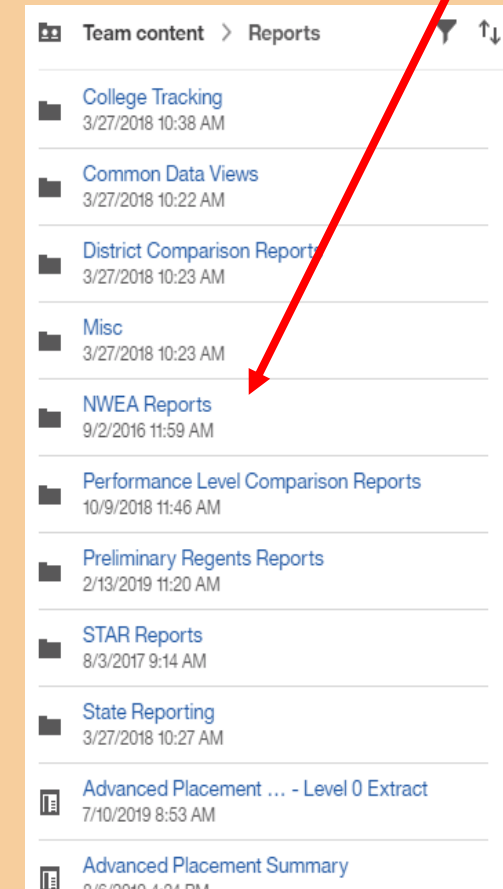 Team content > Reports
College Tracking
3/27/2018 10:38 AM
Common Data Views
3/27/2018 10:22 AM
District Comparison Reports
3/27/2018 10:23 AM
Misc
3/27/2018 10:23 AM
NWEA Reports
9/2/2016 11:59 AM
Performance Level Comparison Reports
10/9/2018 11:46 AM
Preliminary Regents Reports
2/13/2019 11:20 AM
STAR Reports
8/3/2017 9:14 AM
State Reporting
3/27/2018 10:27 AM
Advanced Placement ... - Level 0 Extract
7/10/2019 8:53 AM
Advanced Placement Summary